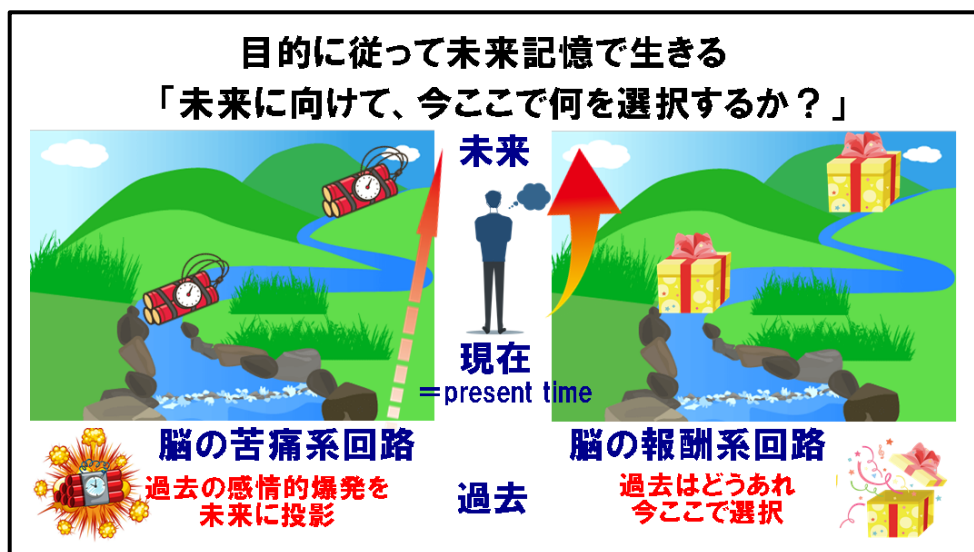 目的に従って未来記憶で生きる
「未来に向けて、今ここで何を選択するか？」
未来
現在
＝present time
過去
脳の苦痛系回路
過去の感情的爆発を
未来に投影
脳の報酬系回路
過去はどうあれ
今ここで選択